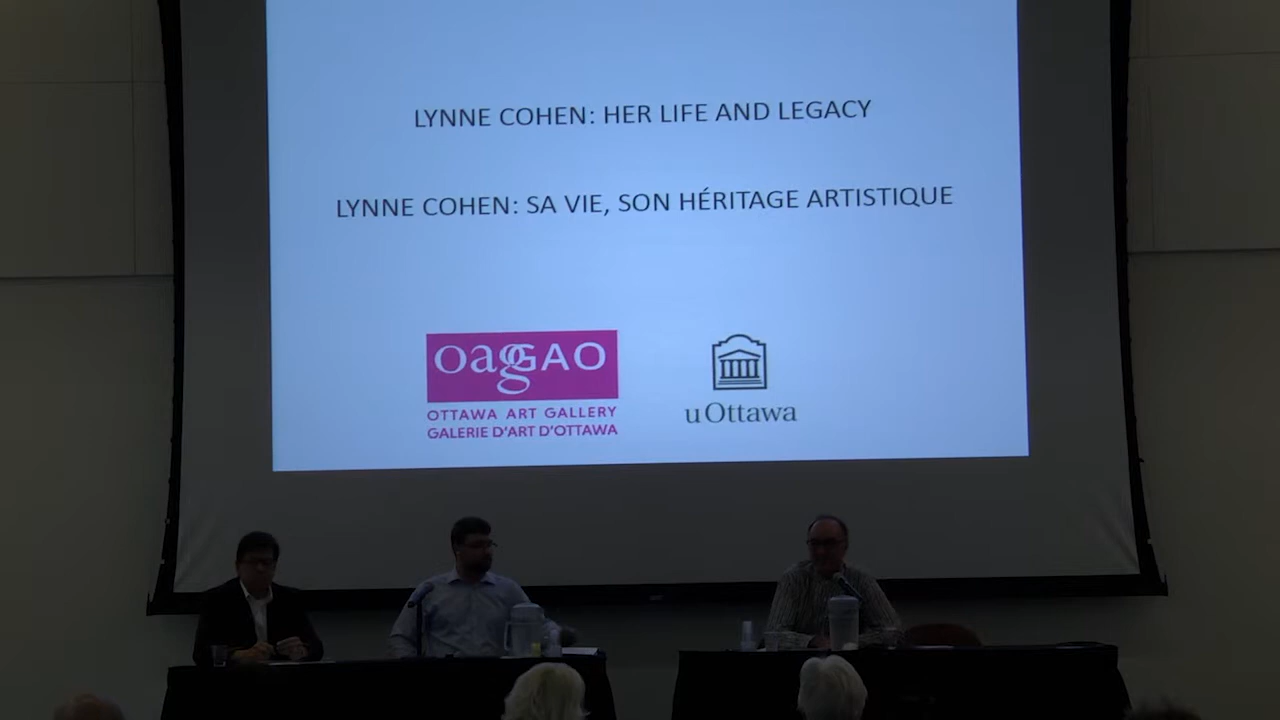 LYNNE COHEN: HER LIFE AND LEGACY
LYNNE COHEN: SA VIE, SON HÉRITAGE ARTISTIQUE
oagGAO
OTTAWA ART GALLERY
GALERIE D'ART D'OTTAWA
uOttawa